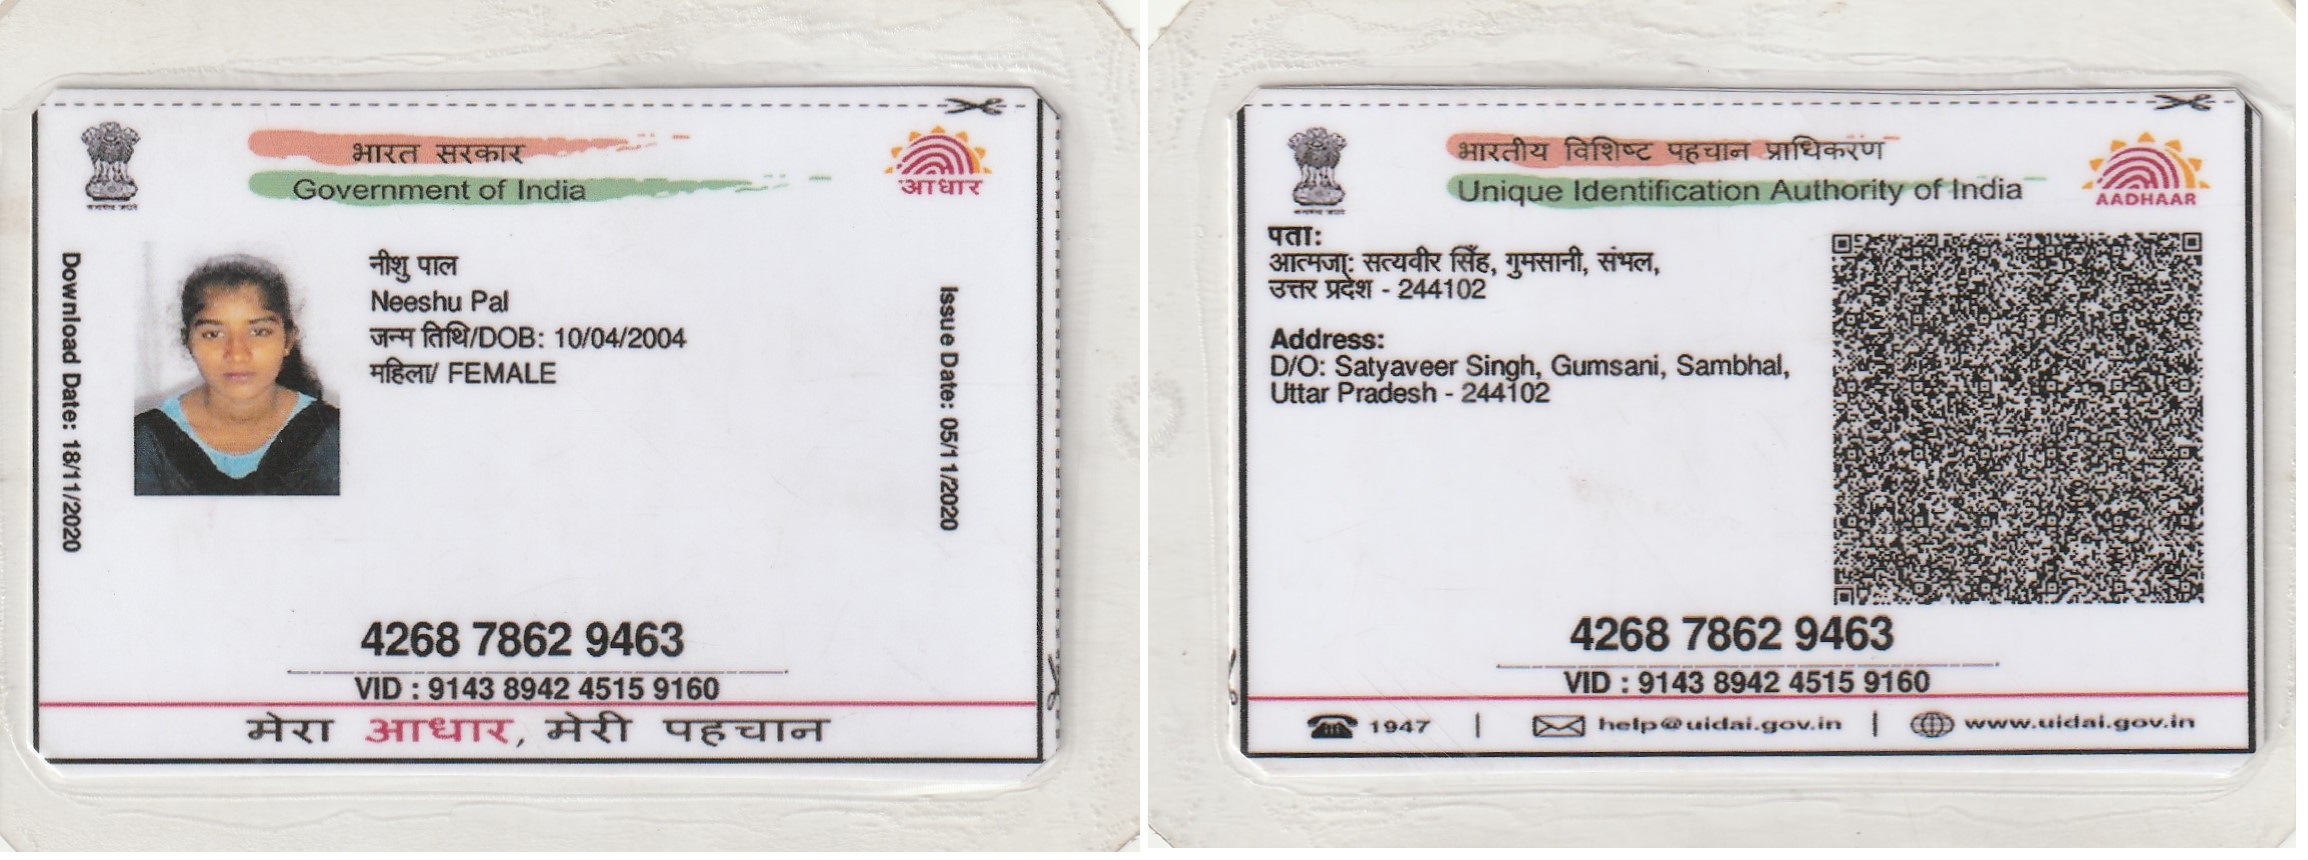 भारत सरकार
Government of India
आधार
Download Date: 18/11/2020
नीशु पाल
Neeshu Pal
जन्म तिथि/DOB: 10/04/2004
महिला/ FEMALE
Issue Date: 05/11/2020
4268 7862 9463
VID : 9143 8942 4515 9160
मेरा आधार, मेरी पहचान
भारतीय विशिष्ट पहचान प्राधिकरण
Unique Identification Authority of India
AADHAAR
पता:
आत्मजा: सत्यवीर सिँह, गुमसानी, संभल,
उत्तर प्रदेश - 244102
Address:
D/O: Satyaveer Singh, Gumsani, Sambhal,
Uttar Pradesh - 244102
4268 7862 9463
VID : 9143 8942 4515 9160
1947 | help@uidai.gov.in | www.uidai.gov.in